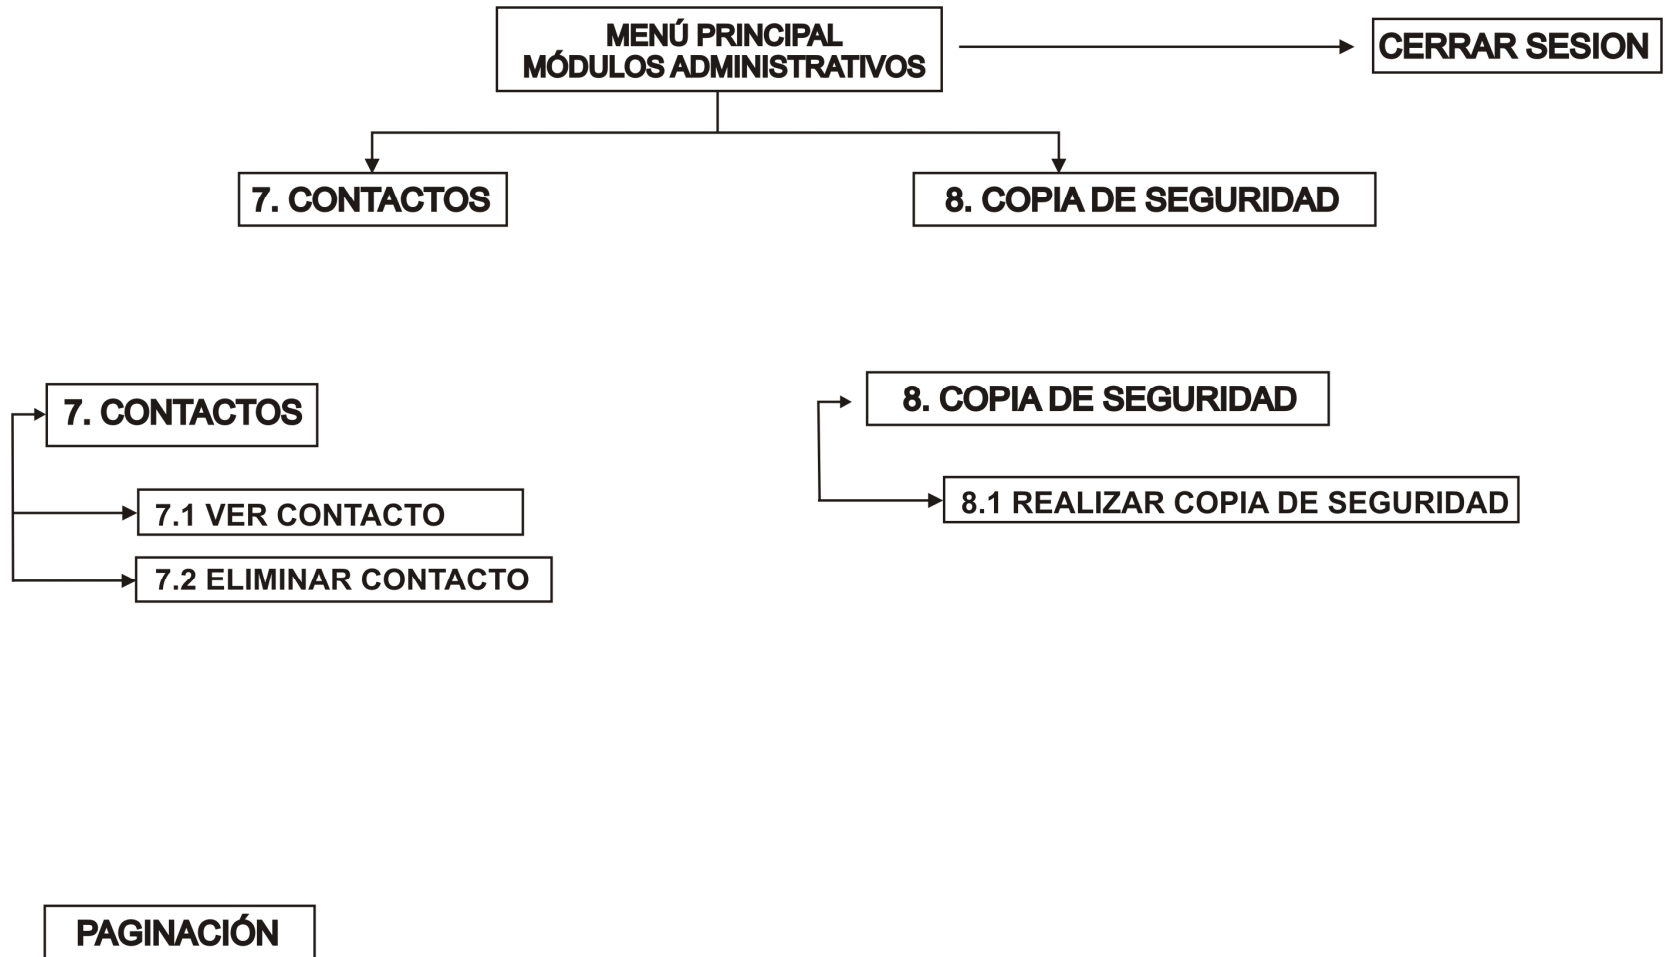 MENÚ PRINCIPAL
MÓDULOS ADMINISTRATIVOS
CERRAR SESION
7. CONTACTOS
8. COPIA DE SEGURIDAD
7. CONTACTOS
8. COPIA DE SEGURIDAD
7.1 VER CONTACTO
8.1 REALIZAR COPIA DE SEGURIDAD
7.2 ELIMINAR CONTACTO
PAGINACIÓN